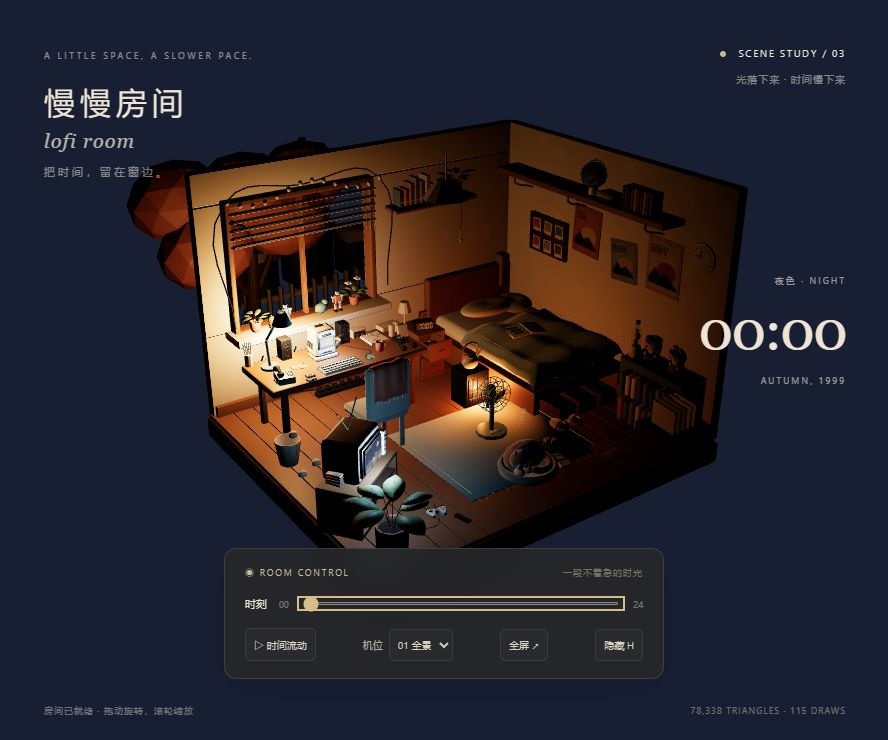 A LITTLE SPACE, A SLOWER PACE.
慢慢房间
lofi room
把时间，留在窗边。
SCENE STUDY / 03
光落下来 · 时间慢下来
夜色 · NIGHT
00:00
AUTUMN, 1999
ROOM CONTROL
一段不着急的时光
时刻 00 24
▷ 时间流动 机位 01 全景 全屏 ↗ 隐藏 H
房间已就绪 · 拖动旋转，滚轮缩放
78,338 TRIANGLES · 115 DRAWS